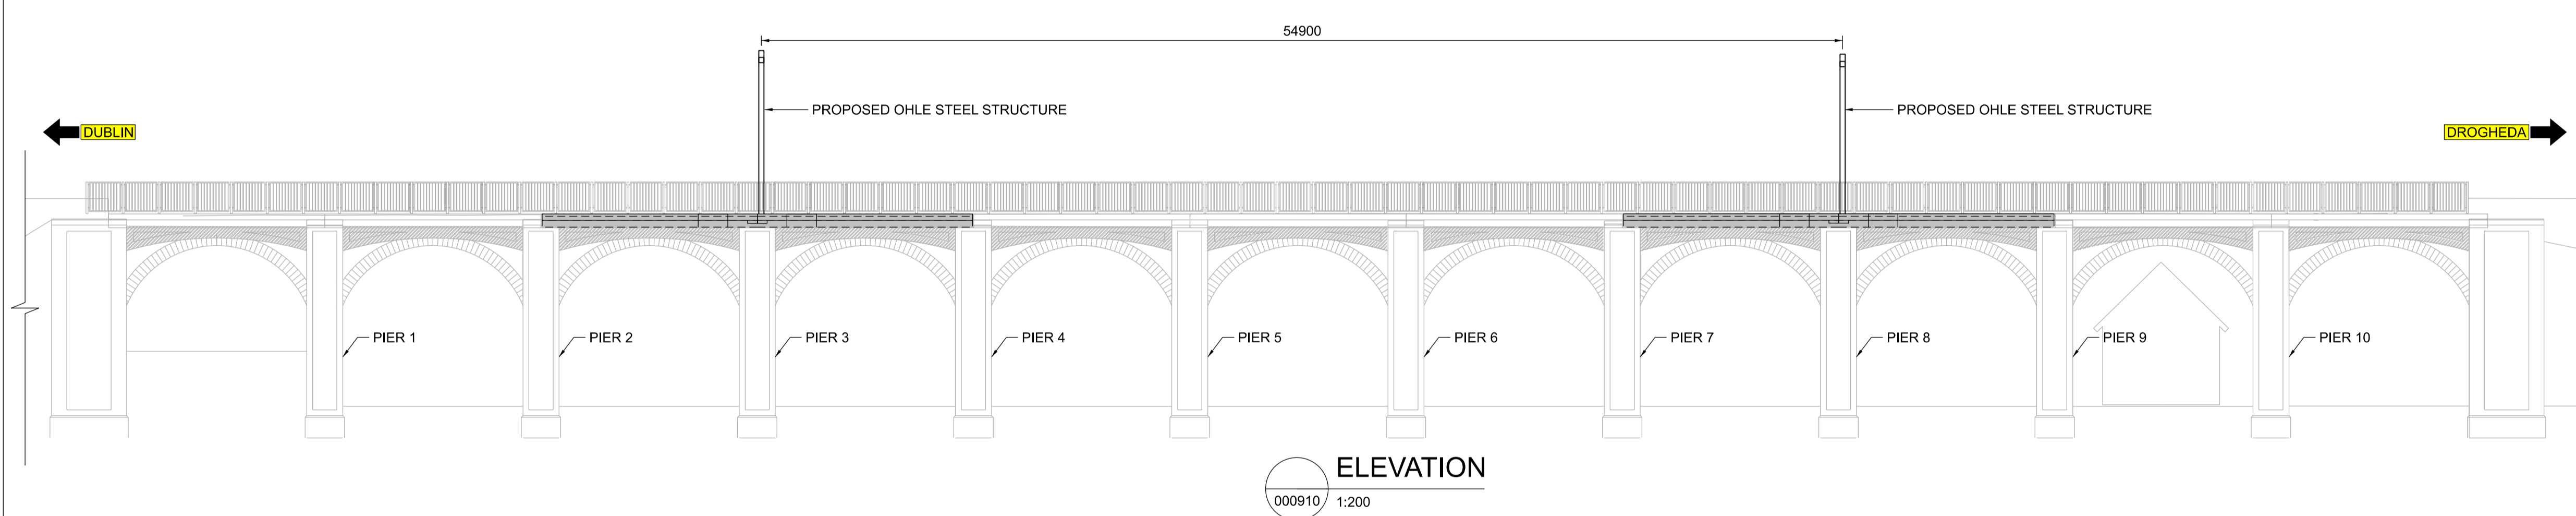 54900
PROPOSED OHLE STEEL STRUCTURE
PROPOSED OHLE STEEL STRUCTURE
DUBLIN
DROGHEDA
PIER 1
PIER 2
PIER 3
PIER 4
PIER 5
PIER 6
PIER 7
PIER 8
PIER 9
PIER 10
ELEVATION
000910
1:200